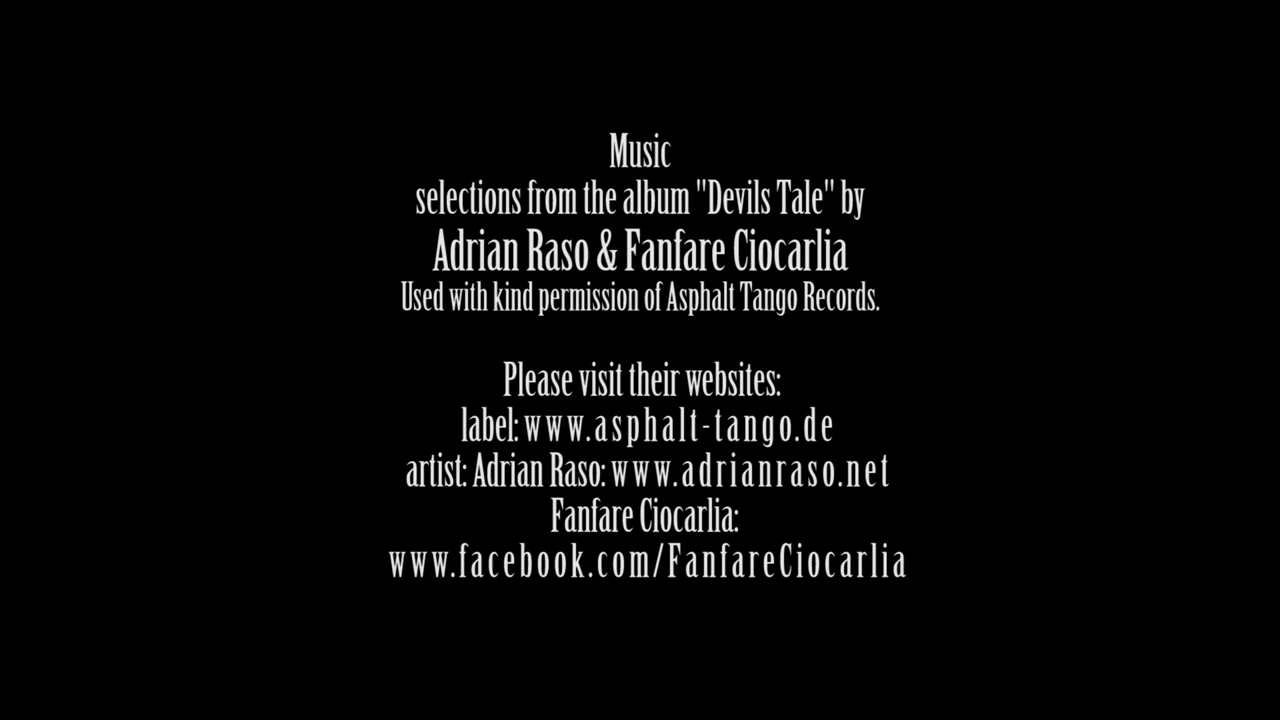 Music
selections from the album "Devils Tale" by
Adrian Raso & Fanfare Ciocarlia
Used with kind permission of Asphalt Tango Records.
Please visit their websites:
label: www.asphalt-tango.de
artist: Adrian Raso: www.adrianraso.net
Fanfare Ciocarlia:
www.facebook.com/FanfareCiocarlia